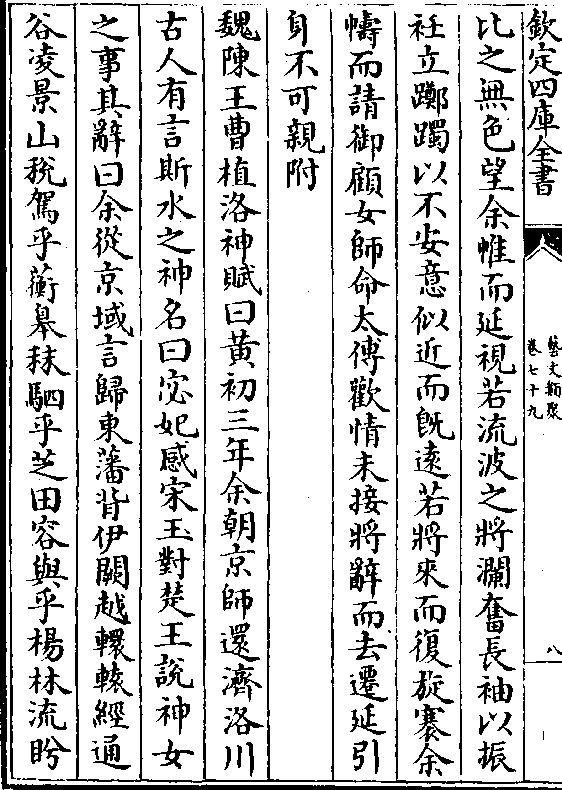 欽定四庫全書
藝文類聚
卷七十九
八
比之無色望余帷而延視若流波之將瀾奮長袖以振
衽立躑躅以不安意似近而旣遠若將來而復旋褰余
幬而請御顧女師命太傅歡情未接將辭而去遷延引
身不可親附
魏陳王曹植洛神賦曰黄初三年余朝京師還濟洛川
古人有言斯水之神名曰宓妃感宋玉對楚王說神女
之事其辭曰余從京域言歸東藩背伊闕越轘轅經通
谷凌景山稅駕乎蘅皋秣駟乎芝田容與乎楊林流眄